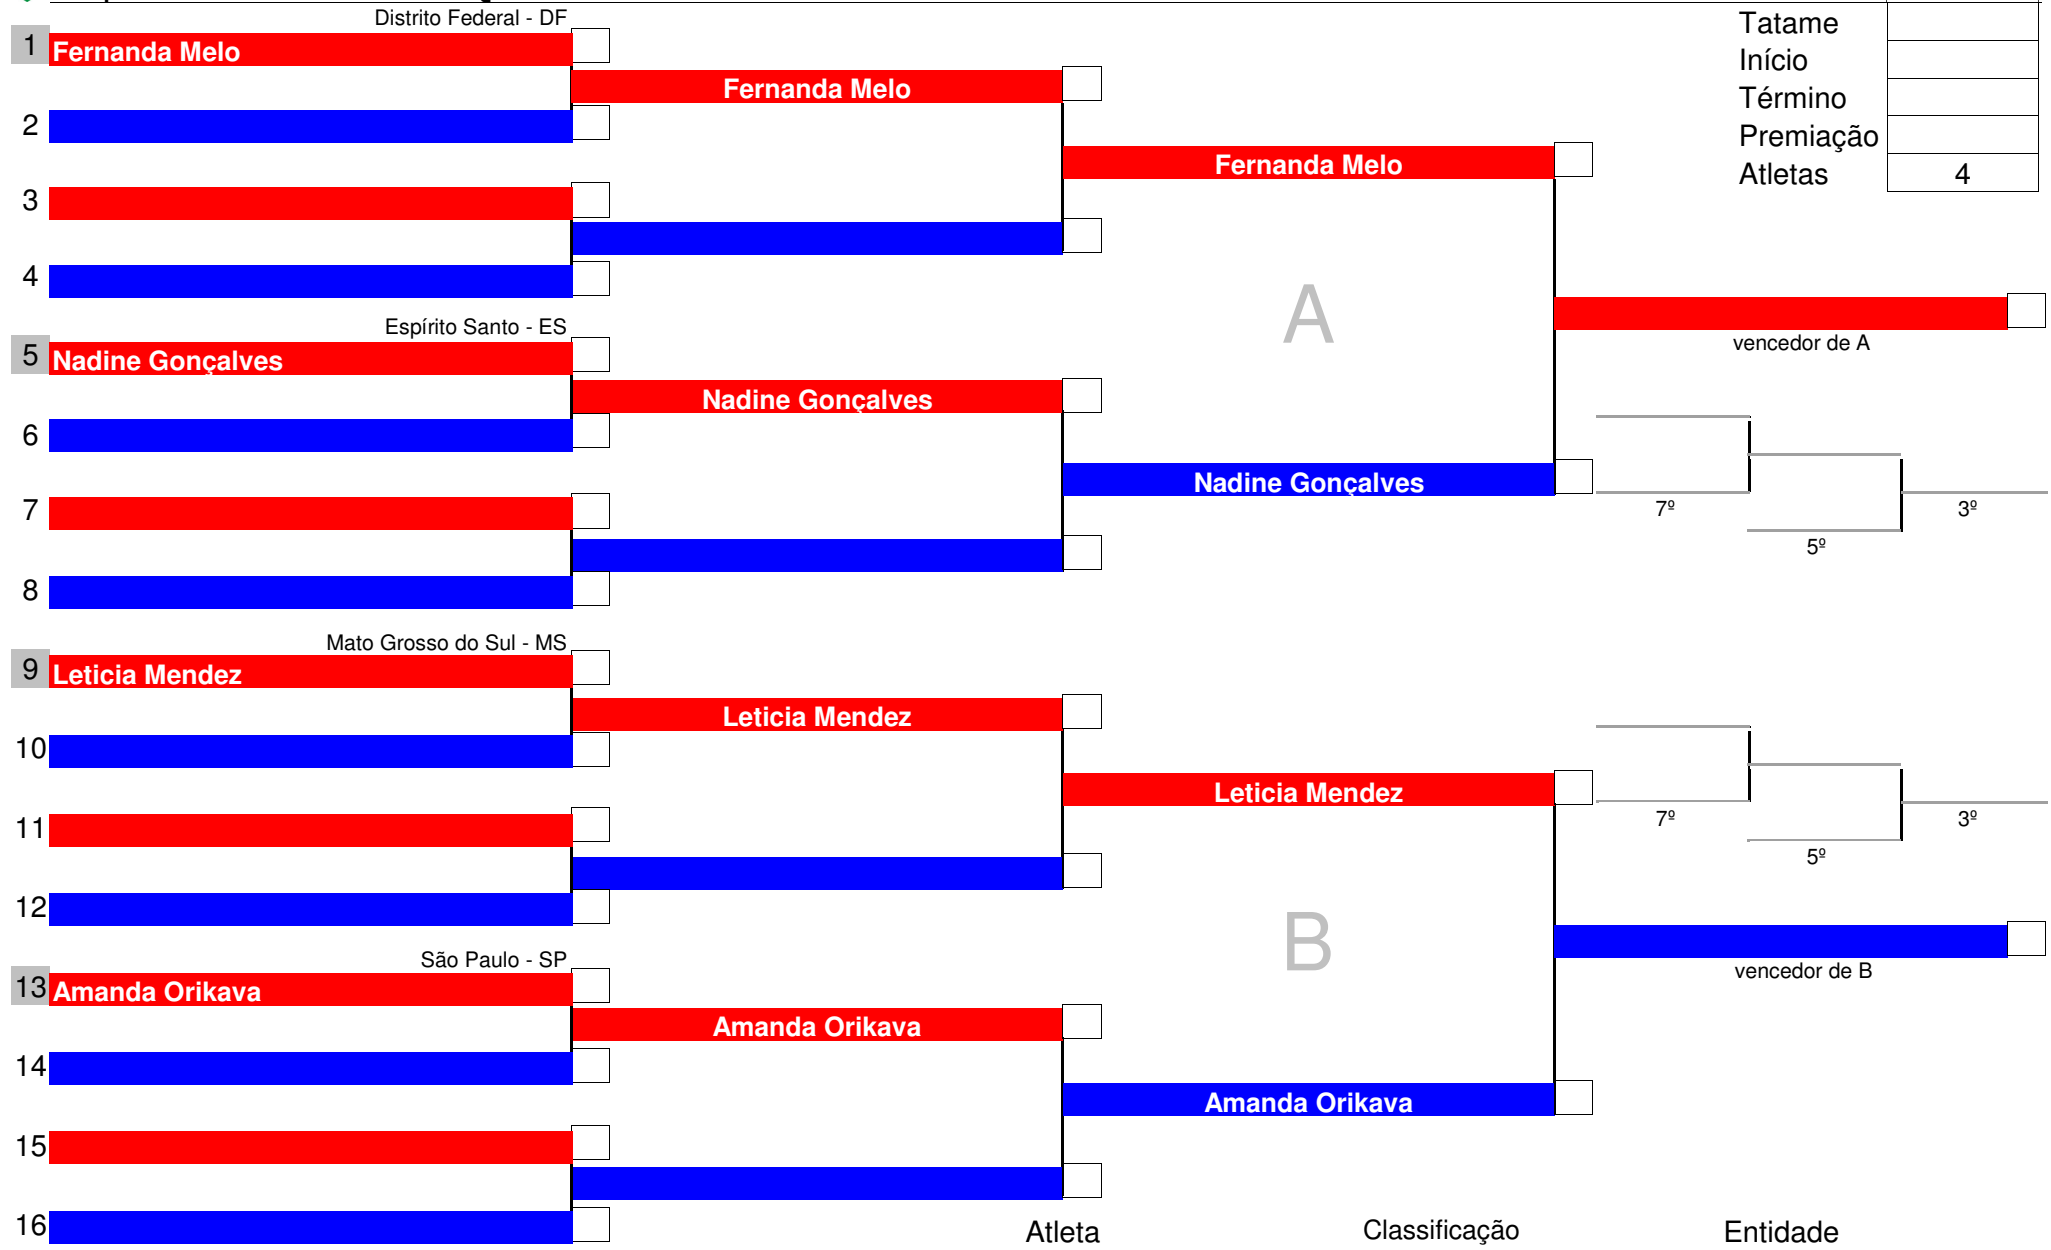 Distrito Federal - DF
Tatame
1 Fernanda Melo
Início
Fernanda Melo
Término
2
Premiação
Fernanda Melo
Atletas 4
3
4
A
Espírito Santo - ES
vencedor de A
5 Nadine Gonçalves
Nadine Gonçalves
6
Nadine Gonçalves
7
7º 3º
5º
8
Mato Grosso do Sul - MS
9 Leticia Mendez
Leticia Mendez
10
Leticia Mendez
11
7º 3º
5º
12
B
São Paulo - SP
vencedor de B
13 Amanda Orikava
Amanda Orikava
14
Amanda Orikava
15
16
Atleta Classificação Entidade